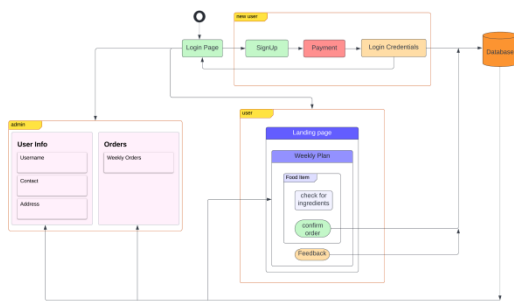 new user
Login Page
SignUp
Payment
Login Credentials
Database
admin
User Info
Username
Contact
Address
Orders
Weekly Orders
user
Landing page
Weekly Plan
Food Item
check for
ingredients
confirm
order
Feedback